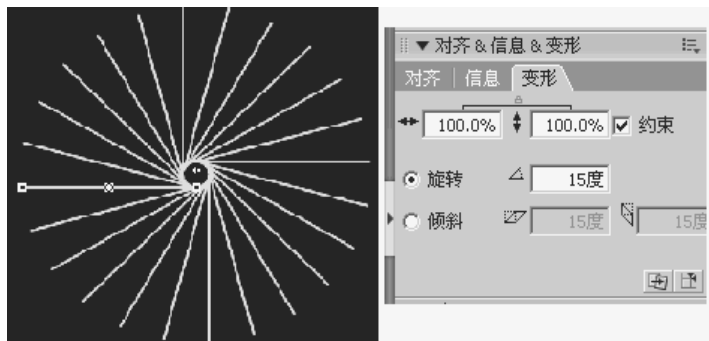 对齐 & 信息 & 变形
对齐 信息 变形
100.0% 100.0% 约束
旋转 15度
倾斜 15度 15度